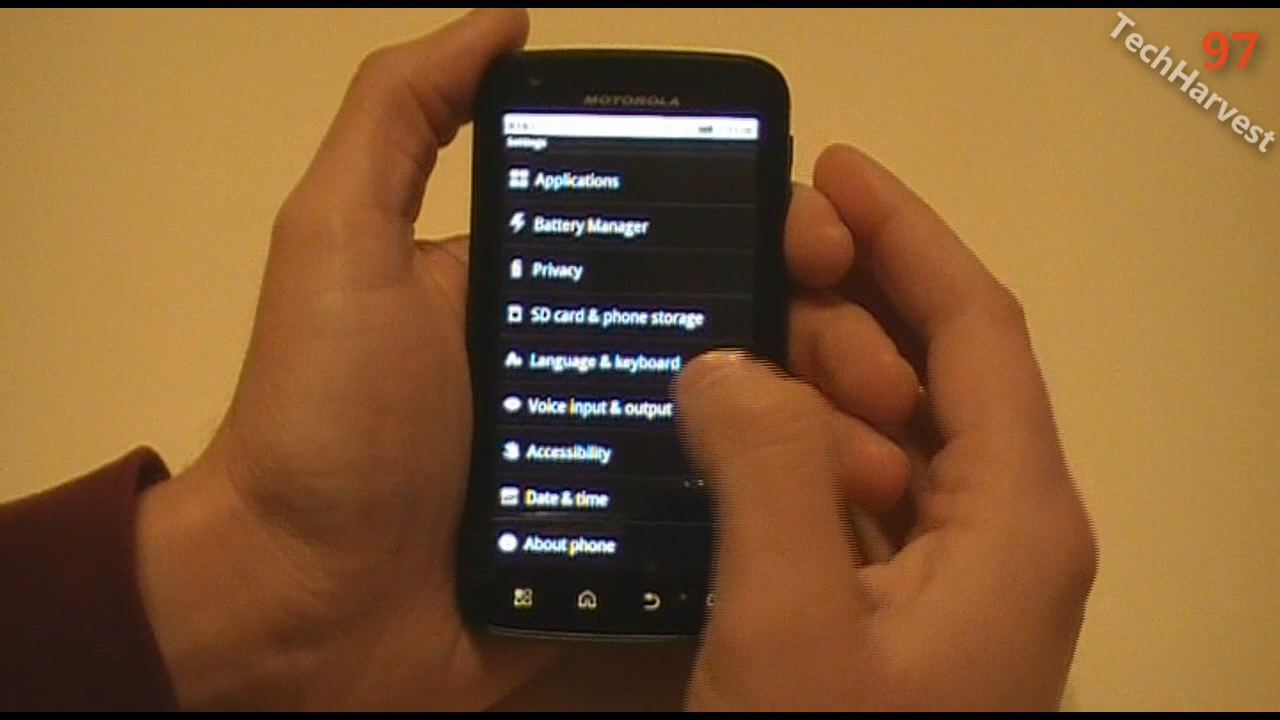 TechHarvest
97
MOTOROLA
Settings
Applications
Battery Manager
Privacy
SD card & phone storage
Language & keyboard
Voice input & output
Accessibility
Date & time
About phone